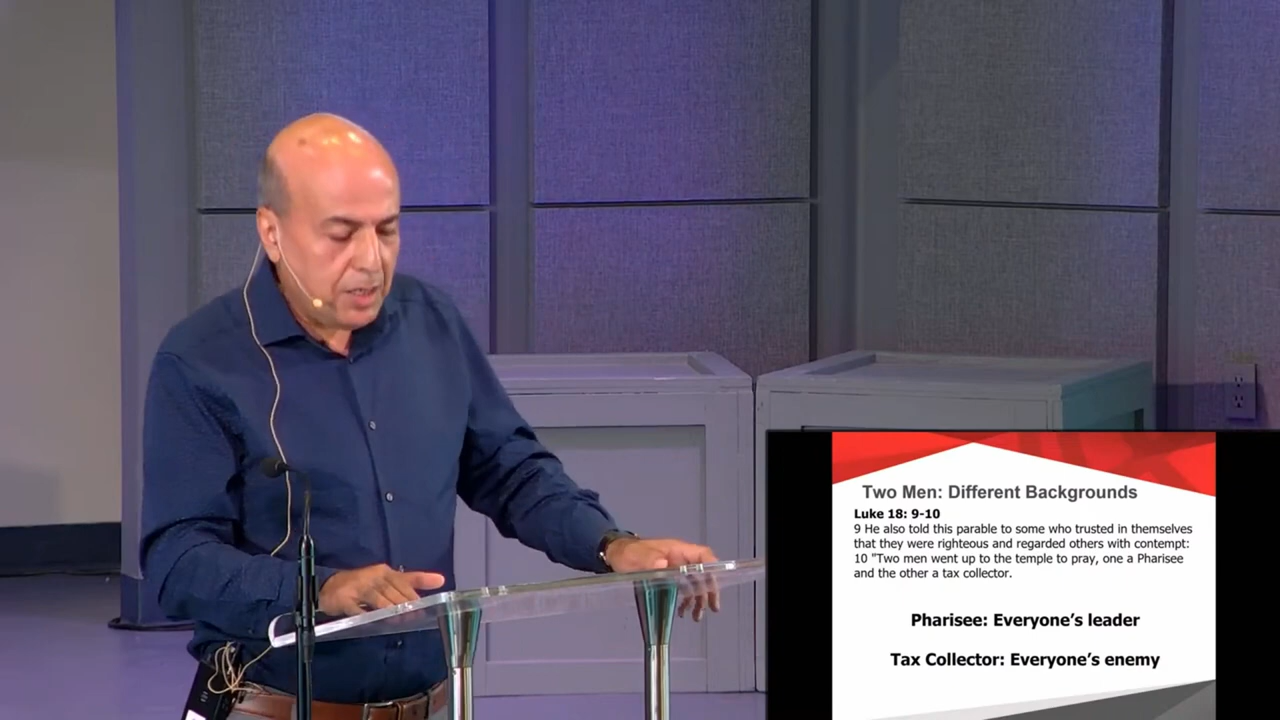 Two Men: Different Backgrounds
Luke 18: 9-10
9 He also told this parable to some who trusted in themselves
that they were righteous and regarded others with contempt:
10 "Two men went up to the temple to pray, one a Pharisee
and the other a tax collector.
Pharisee: Everyone’s leader
Tax Collector: Everyone’s enemy